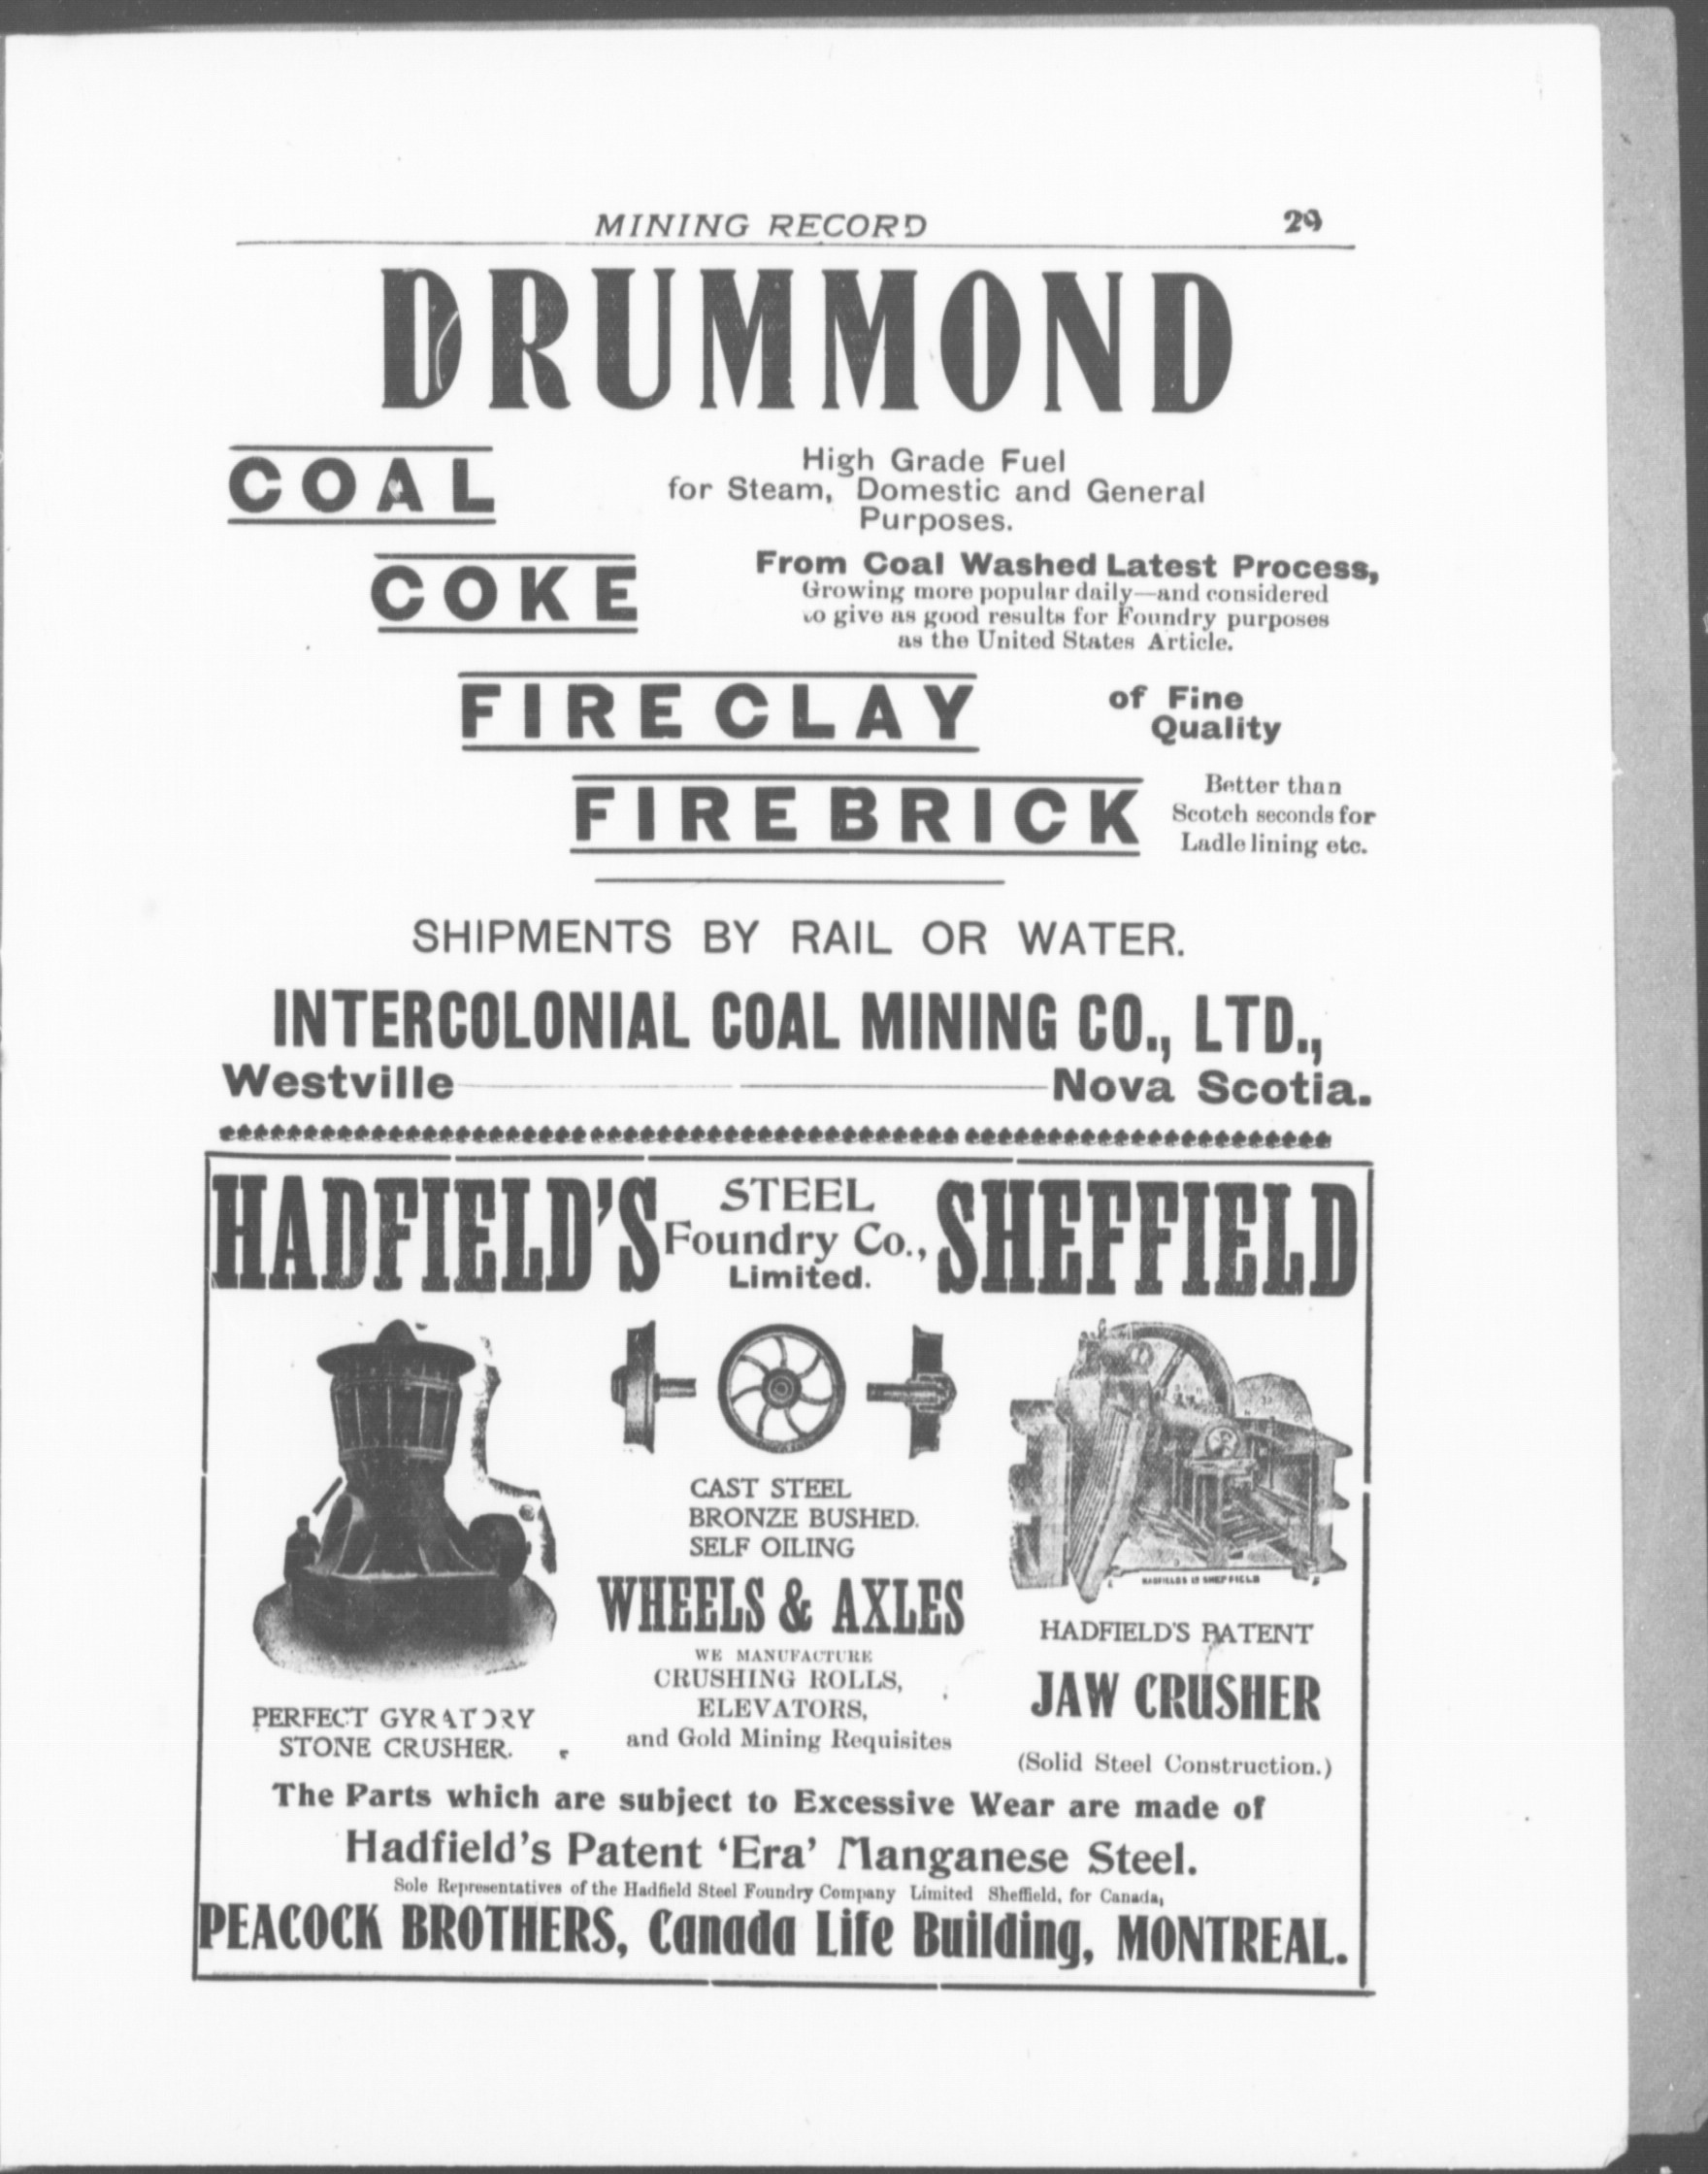 MINING RECORD 29
DRUMMOND
COAL
High Grade Fuel
for Steam, Domestic and General
Purposes.
COKE
From Coal Washed Latest Process,
Growing more popular daily—and considered
to give as good results for Foundry purposes
as the United States Article.
FIRECLAY
of Fine
Quality
FIREBRICK
Better than
Scotch seconds for
Ladle lining etc.
SHIPMENTS BY RAIL OR WATER.
INTERCOLONIAL COAL MINING CO., LTD.,
Westville Nova Scotia.
HADFIELD'S STEEL Foundry Co., Limited. SHEFFIELD
PERFECT GYRATORY
STONE CRUSHER.
CAST STEEL
BRONZE BUSHED.
SELF OILING
WHEELS & AXLES
WE MANUFACTURE
CRUSHING ROLLS,
ELEVATORS,
and Gold Mining Requisites
HADFIELDS LD SHEFFIELD
HADFIELD'S PATENT
JAW CRUSHER
(Solid Steel Construction.)
The Parts which are subject to Excessive Wear are made of
Hadfield's Patent 'Era' Manganese Steel.
Sole Representatives of the Hadfield Steel Foundry Company Limited Sheffield, for Canada,
PEACOCK BROTHERS, Canada Life Building, MONTREAL.